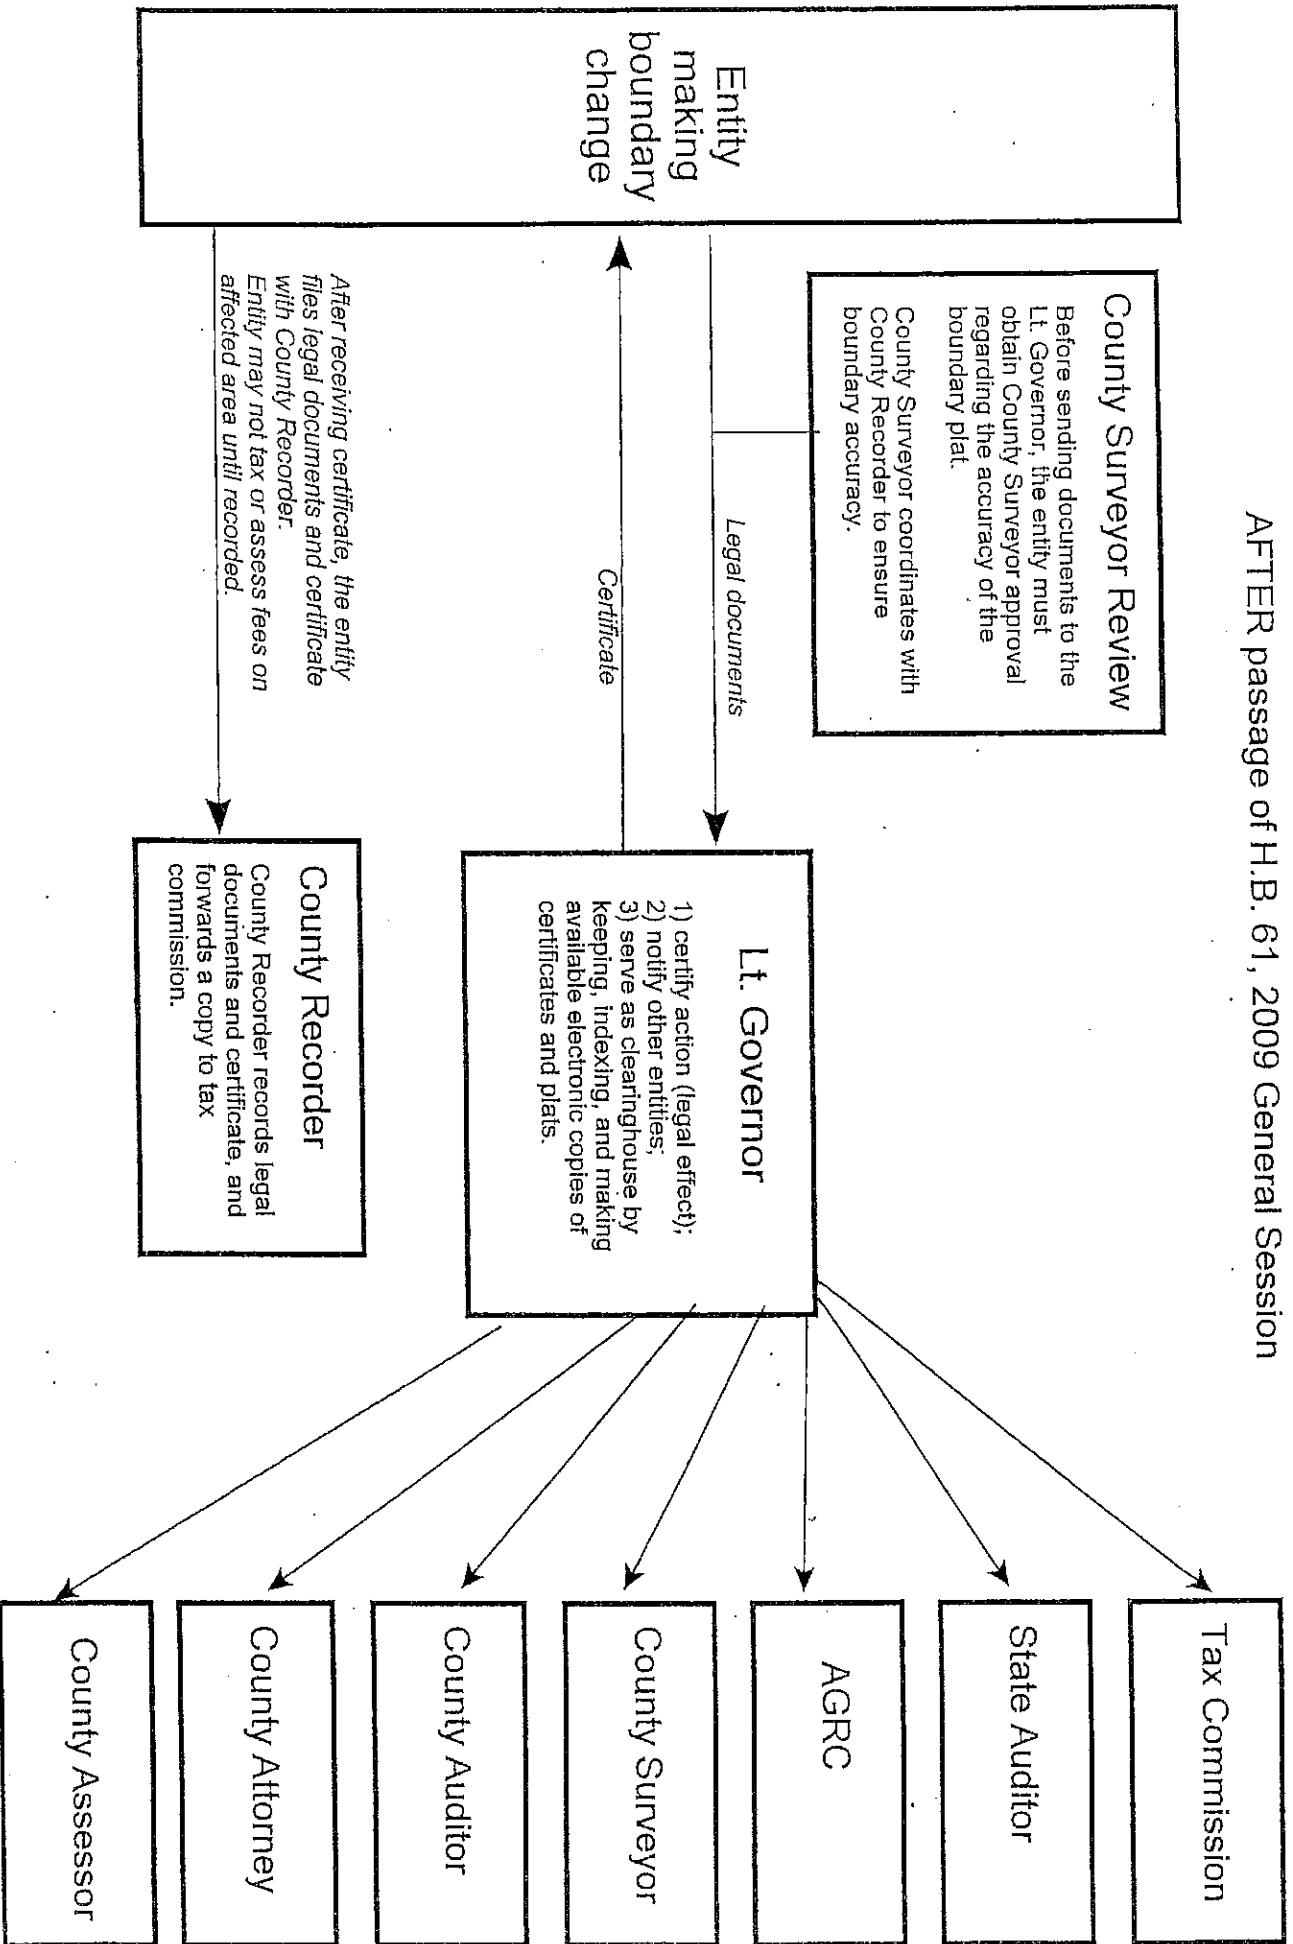 AFTER passage of H.B. 61, 2009 General Session
Entity
making
boundary
change
County Surveyor Review
Before sending documents to the
Lt. Governor, the entity must
obtain County Surveyor approval
regarding the accuracy of the
boundary plat.
County Surveyor coordinates with
County Recorder to ensure
boundary accuracy.
Legal documents
Certificate
After receiving certificate, the entity
files legal documents and certificate
with County Recorder.
Entity may not tax or assess fees on
affected area until recorded.
Lt. Governor
1) certify action (legal effect);
2) notify other entities;
3) serve as clearinghouse by
keeping, indexing, and making
available electronic copies of
certificates and plats.
County Recorder
County Recorder records legal
documents and certificate, and
forwards a copy to tax
commission.
Tax Commission
State Auditor
AGRC
County Surveyor
County Auditor
County Attorney
County Assessor